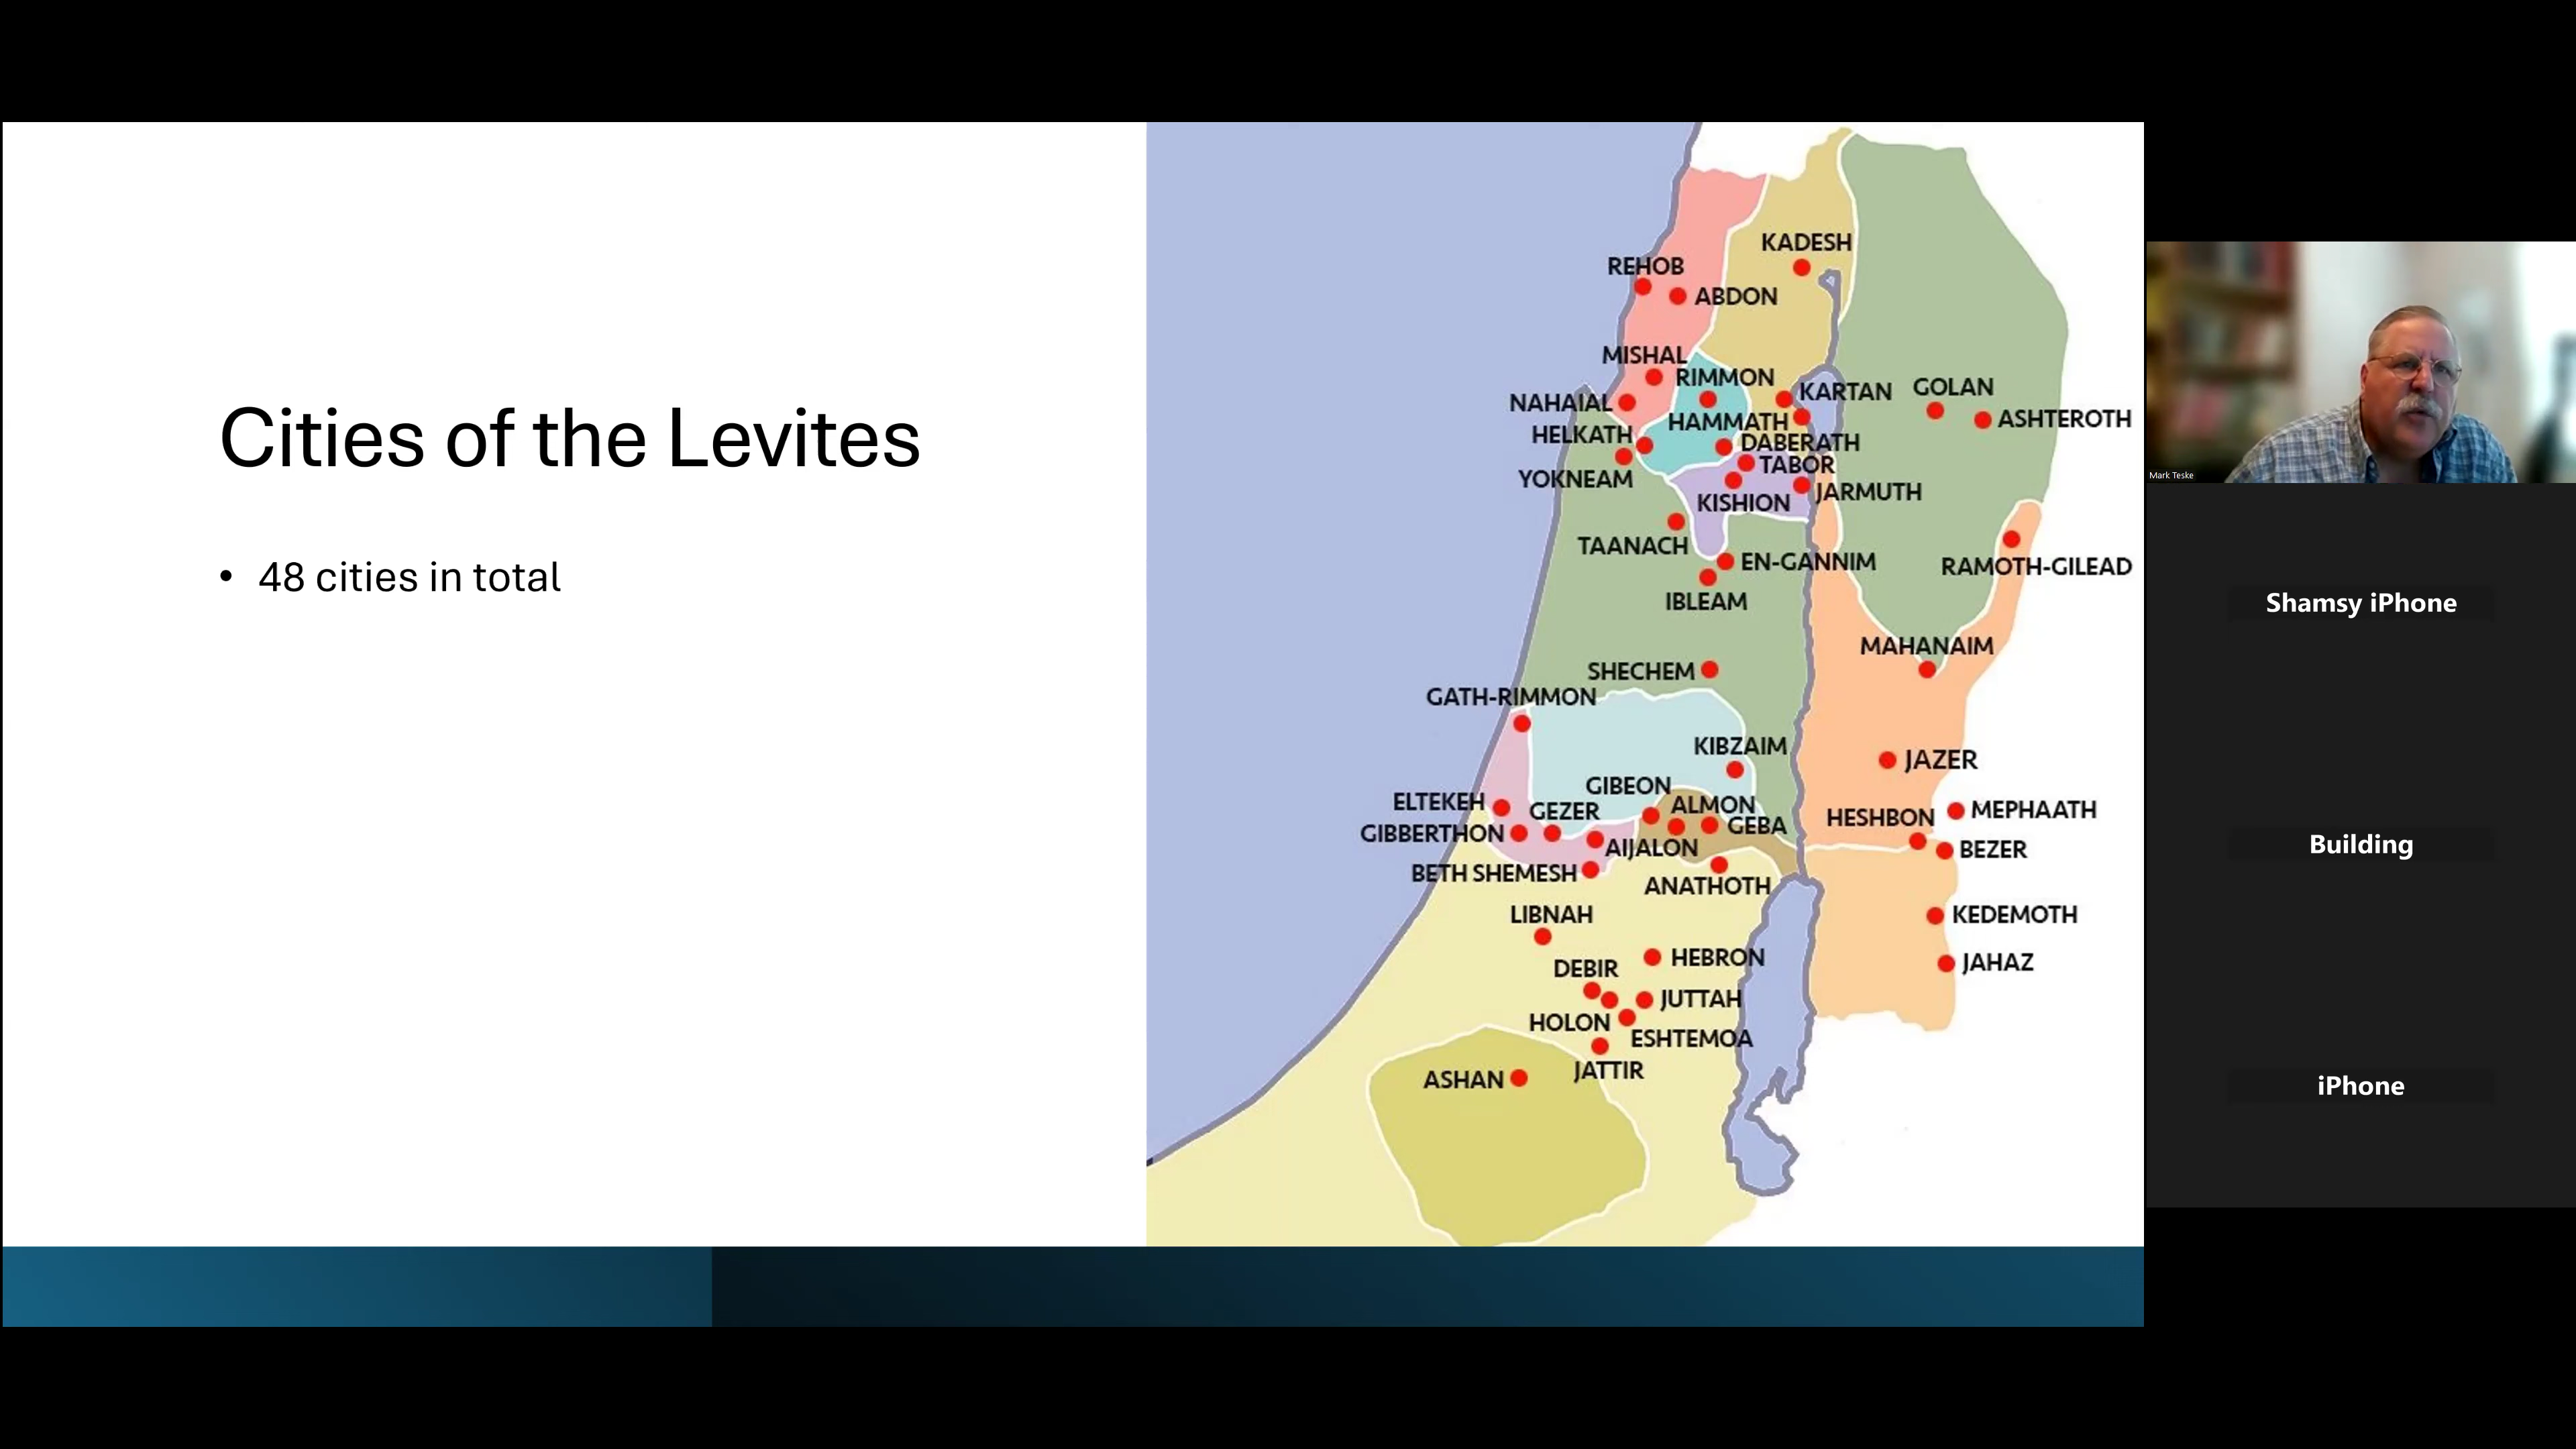 Cities of the Levites
• 48 cities in total
KADESH
REHOB
ABDON
MISHAL
RIMMON
KARTAN
GOLAN
NAHAIAL
HAMMATH
ASHTEROTH
HELKATH
DABERATH
TABOR
YOKNEAM
KISHION
JARMUTH
TAANACH
EN-GANNIM
RAMOTH-GILEAD
IBLEAM
MAHANAIM
SHECHEM
GATH-RIMMON
KIBZAIM
JAZER
GIBEON
ELTEKEH
GEZER
ALMON
MEPHAATH
HESHBON
GIBBERTHON
GEBA
AIJALON
BEZER
BETH SHEMESH
ANATHOTH
LIBNAH
KEDEMOTH
HEBRON
JAHAZ
DEBIR
JUTTAH
HOLON
ESHTEMOA
JATTIR
ASHAN
Mark Teske
Shamsy iPhone
Building
iPhone